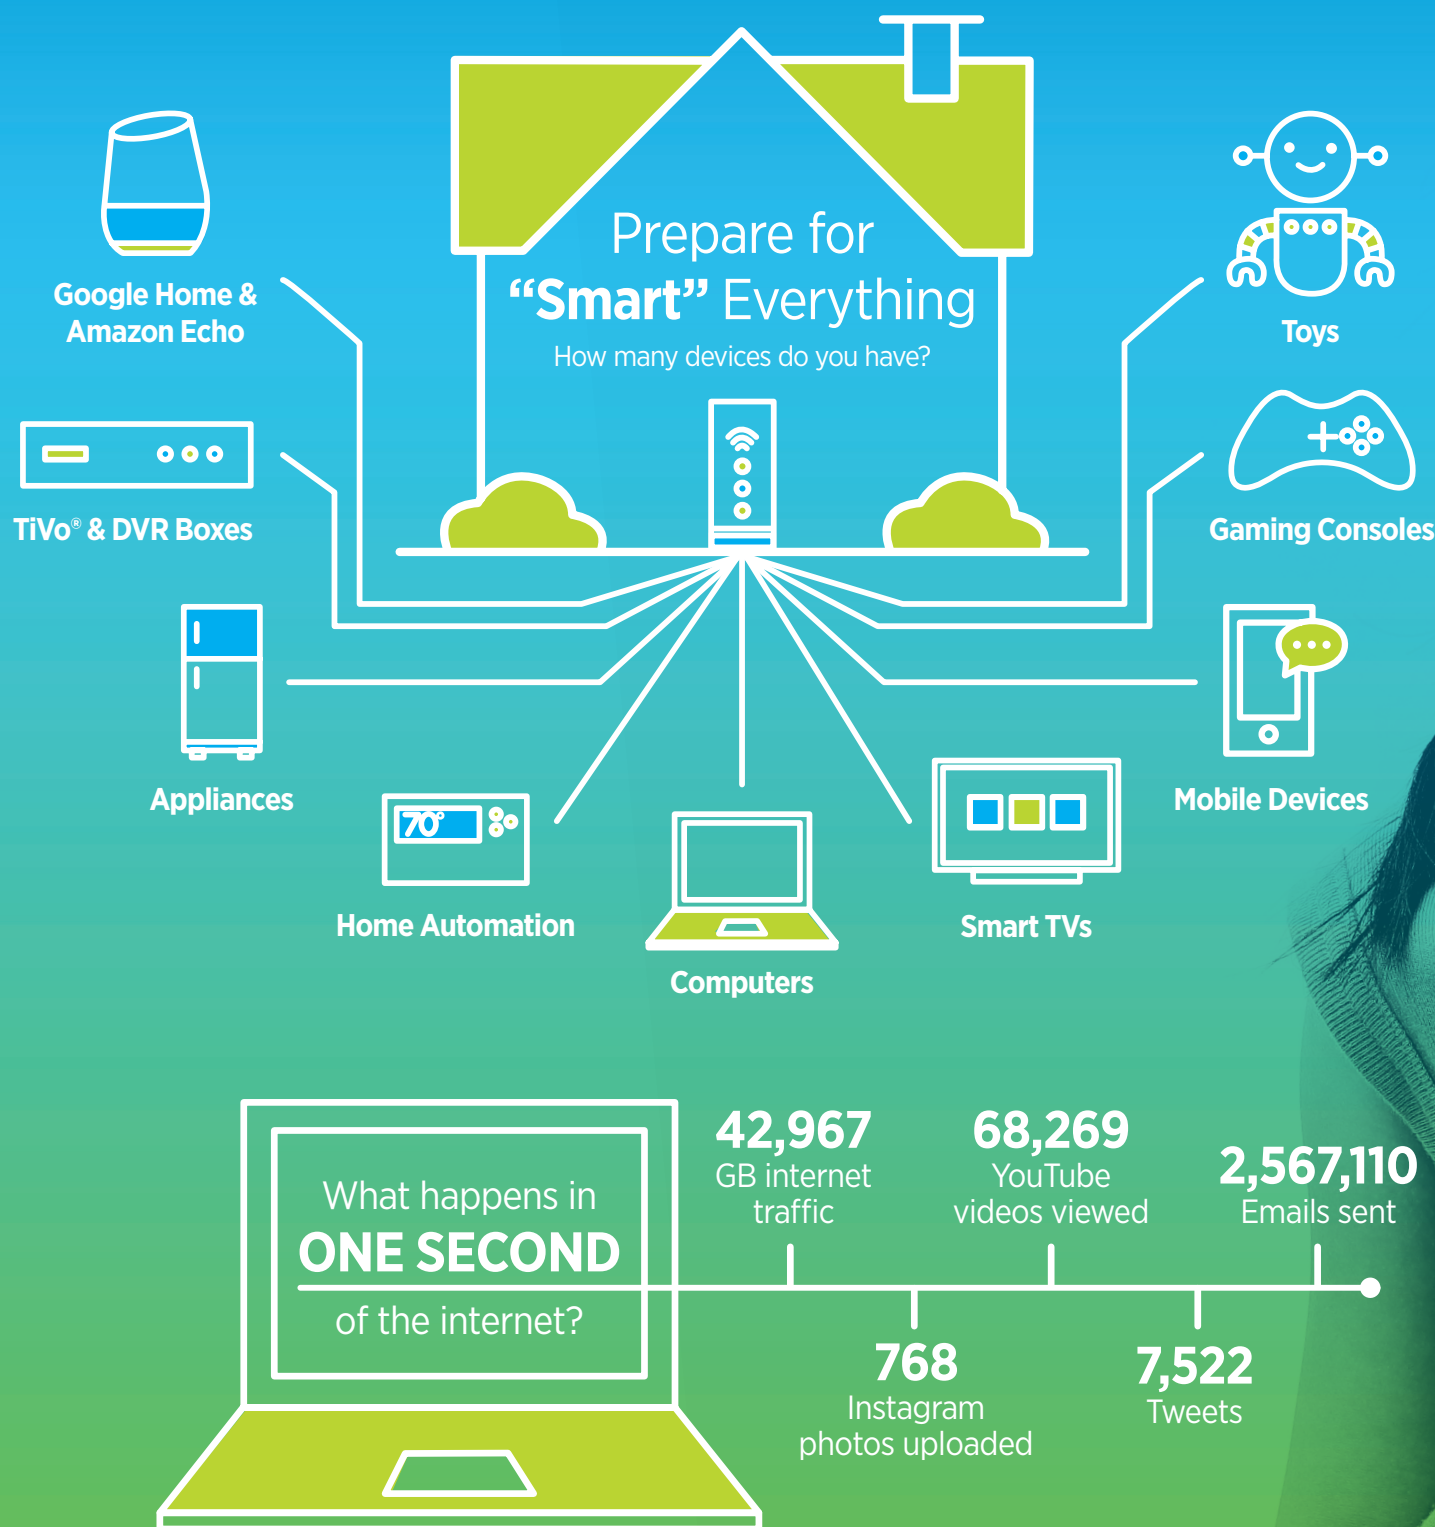 Prepare for
“Smart” Everything
How many devices do you have?
Google Home &
Amazon Echo
Toys
TiVo® & DVR Boxes
Gaming Consoles
Appliances
Mobile Devices
70°
Home Automation
Computers
Smart TVs
What happens in
ONE SECOND
of the internet?
42,967
GB internet
traffic
768
Instagram
photos uploaded
68,269
YouTube
videos viewed
7,522
Tweets
2,567,110
Emails sent